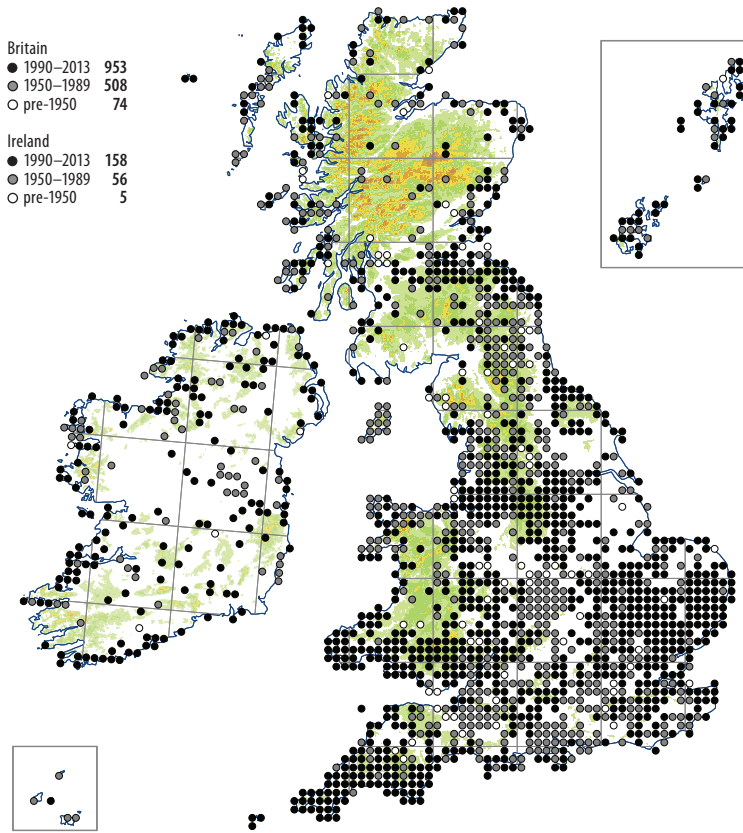 Britain
● 1990–2013 953
● 1950–1989 508
○ pre-1950 74
Ireland
● 1990–2013 158
● 1950–1989 56
○ pre-1950 5